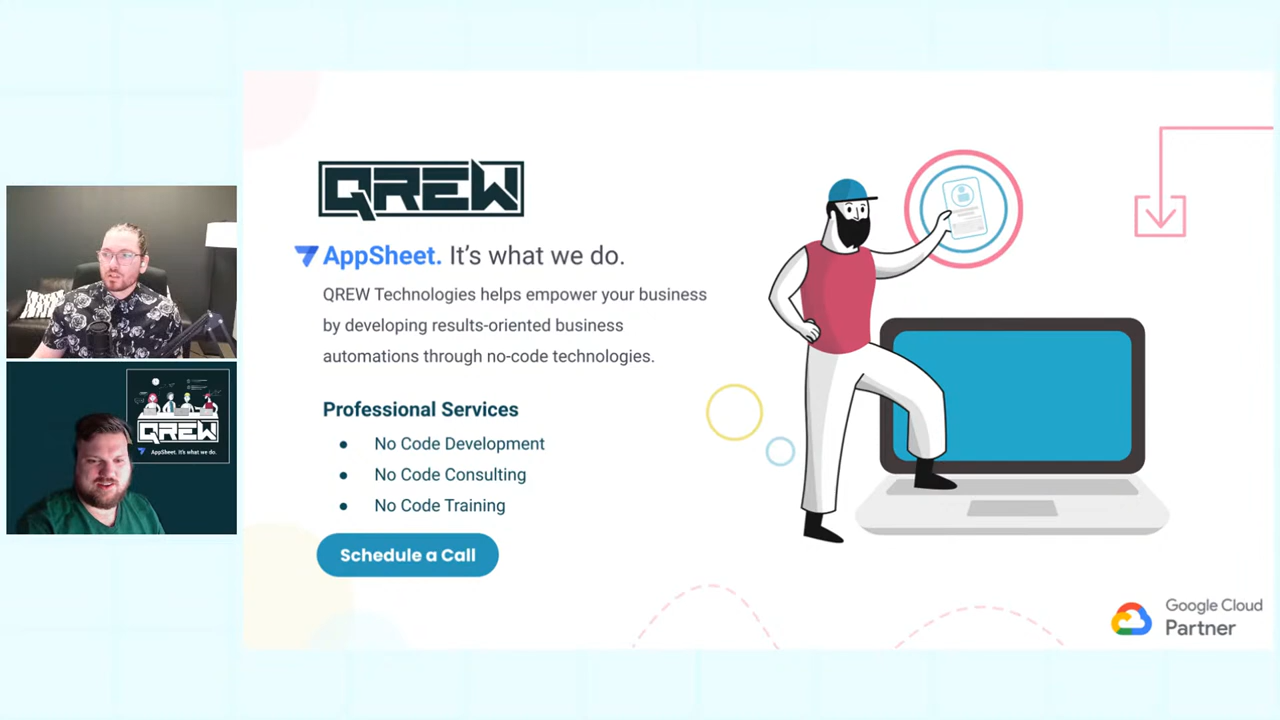 QREW
AppSheet. It's what we do.
QREW Technologies helps empower your business
by developing results-oriented business
automations through no-code technologies.
Professional Services
● No Code Development
● No Code Consulting
● No Code Training
Schedule a Call
Google Cloud
Partner
QREW
AppSheet. It's what we do.